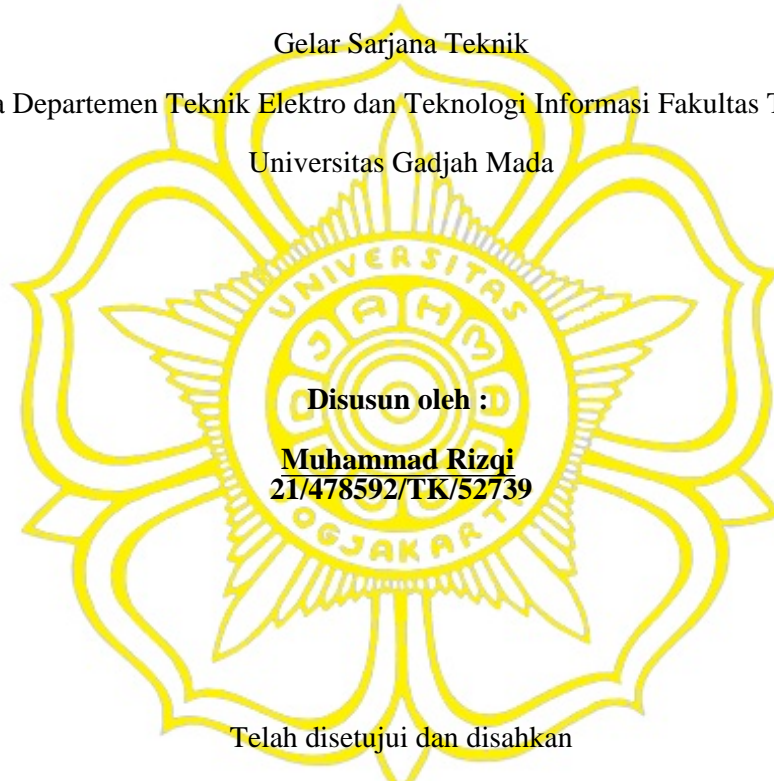 Gelar Sarjana Teknik
Departemen Teknik Elektro dan Teknologi Informasi Fakultas
Universitas Gadjah Mada
UNIVERSITAS
Disusun oleh :
Muhammad Rizqi
21/478592/TK/52739
Telah disetujui dan disahkan